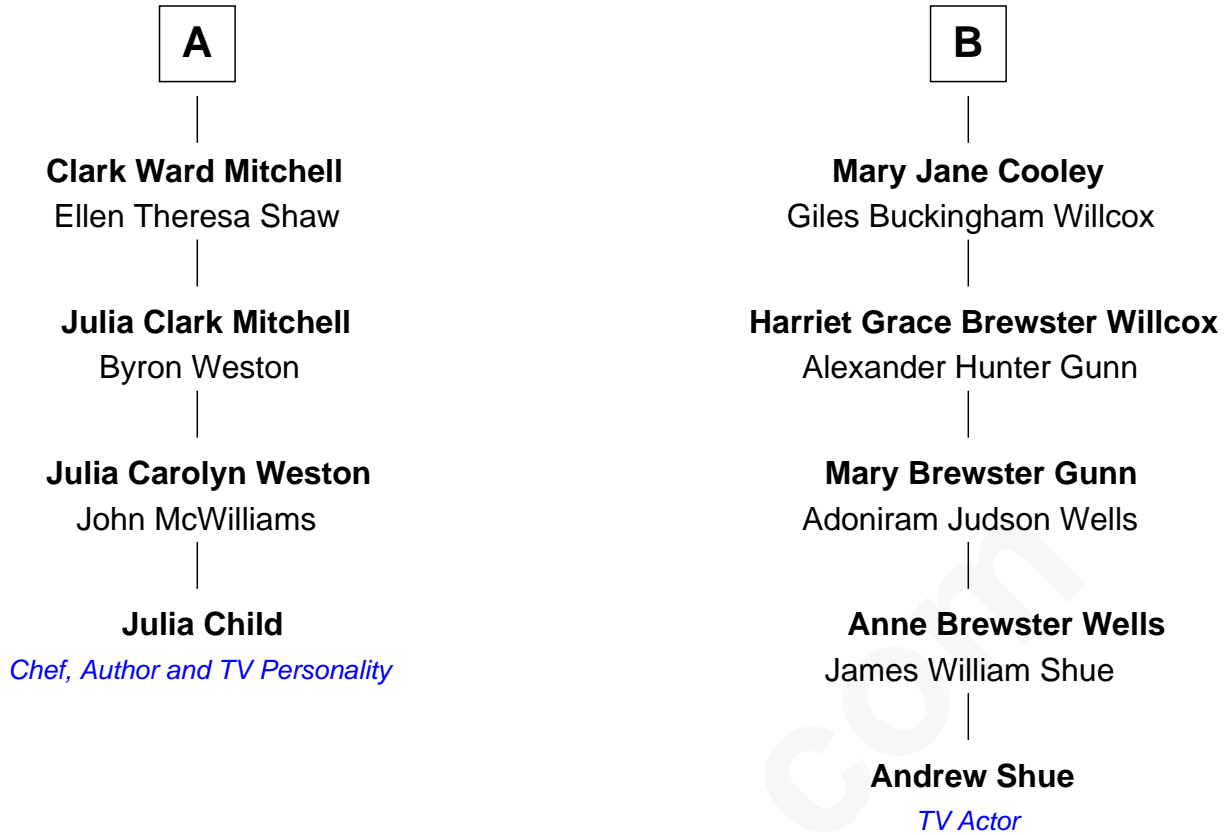 A
Clark Ward Mitchell
Ellen Theresa Shaw
Julia Clark Mitchell
Byron Weston
Julia Carolyn Weston
John McWilliams
Julia Child
Chef, Author and TV Personality
B
Mary Jane Cooley
Giles Buckingham Willcox
Harriet Grace Brewster Willcox
Alexander Hunter Gunn
Mary Brewster Gunn
Adoniram Judson Wells
Anne Brewster Wells
James William Shue
Andrew Shue
TV Actor
com